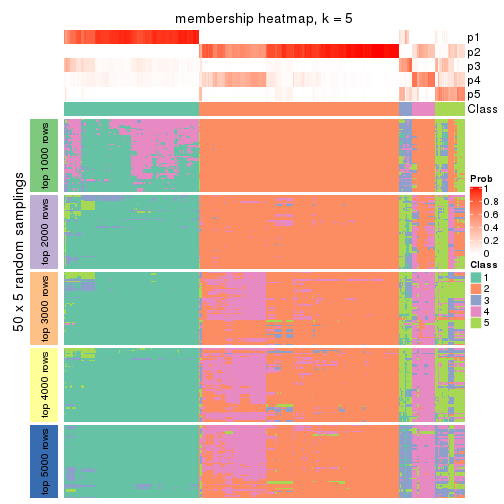 membership heatmap, k = 5
p1
p2
p3
p4
p5
Class
50 x 5 random samplings
top 1000 rows
top 2000 rows
top 3000 rows
top 4000 rows
top 5000 rows
Prob
1
0.8
0.6
0.4
0.2
0
Class
1
2
3
4
5